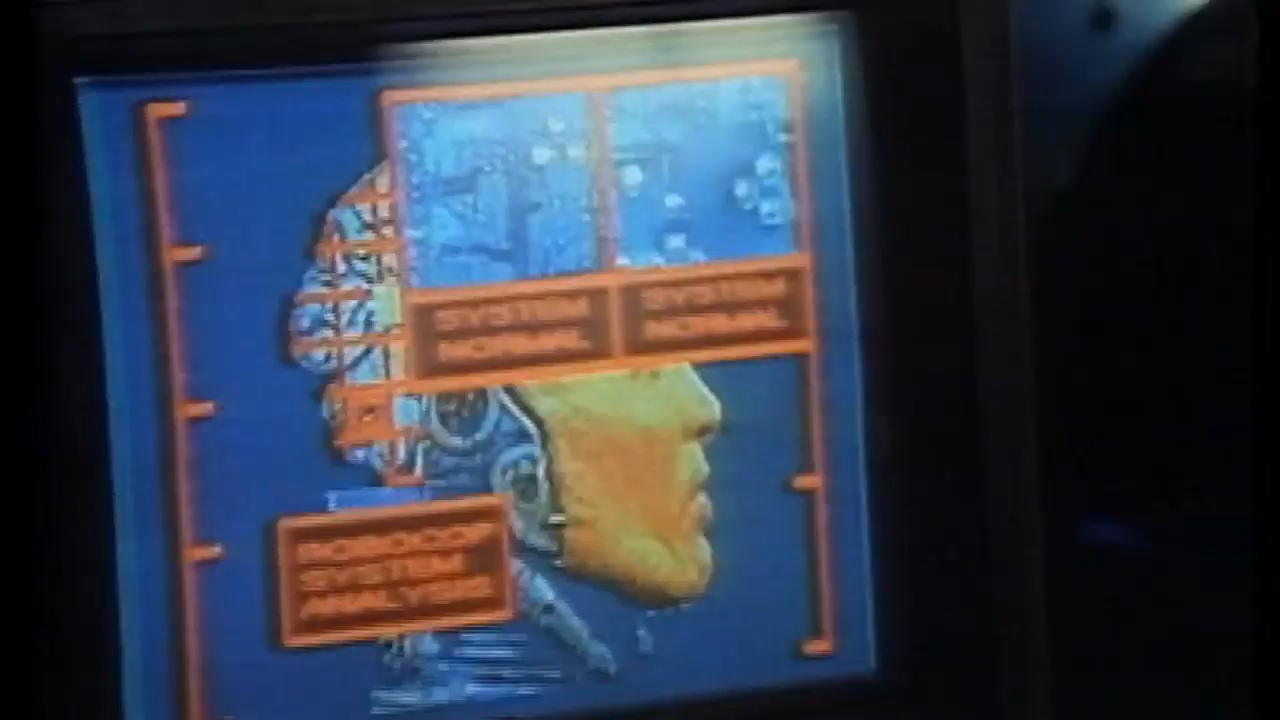 SYSTEM
NORMAL
SYSTEM
NORMAL
ROBOCOP
SYSTEM
ANALYSIS